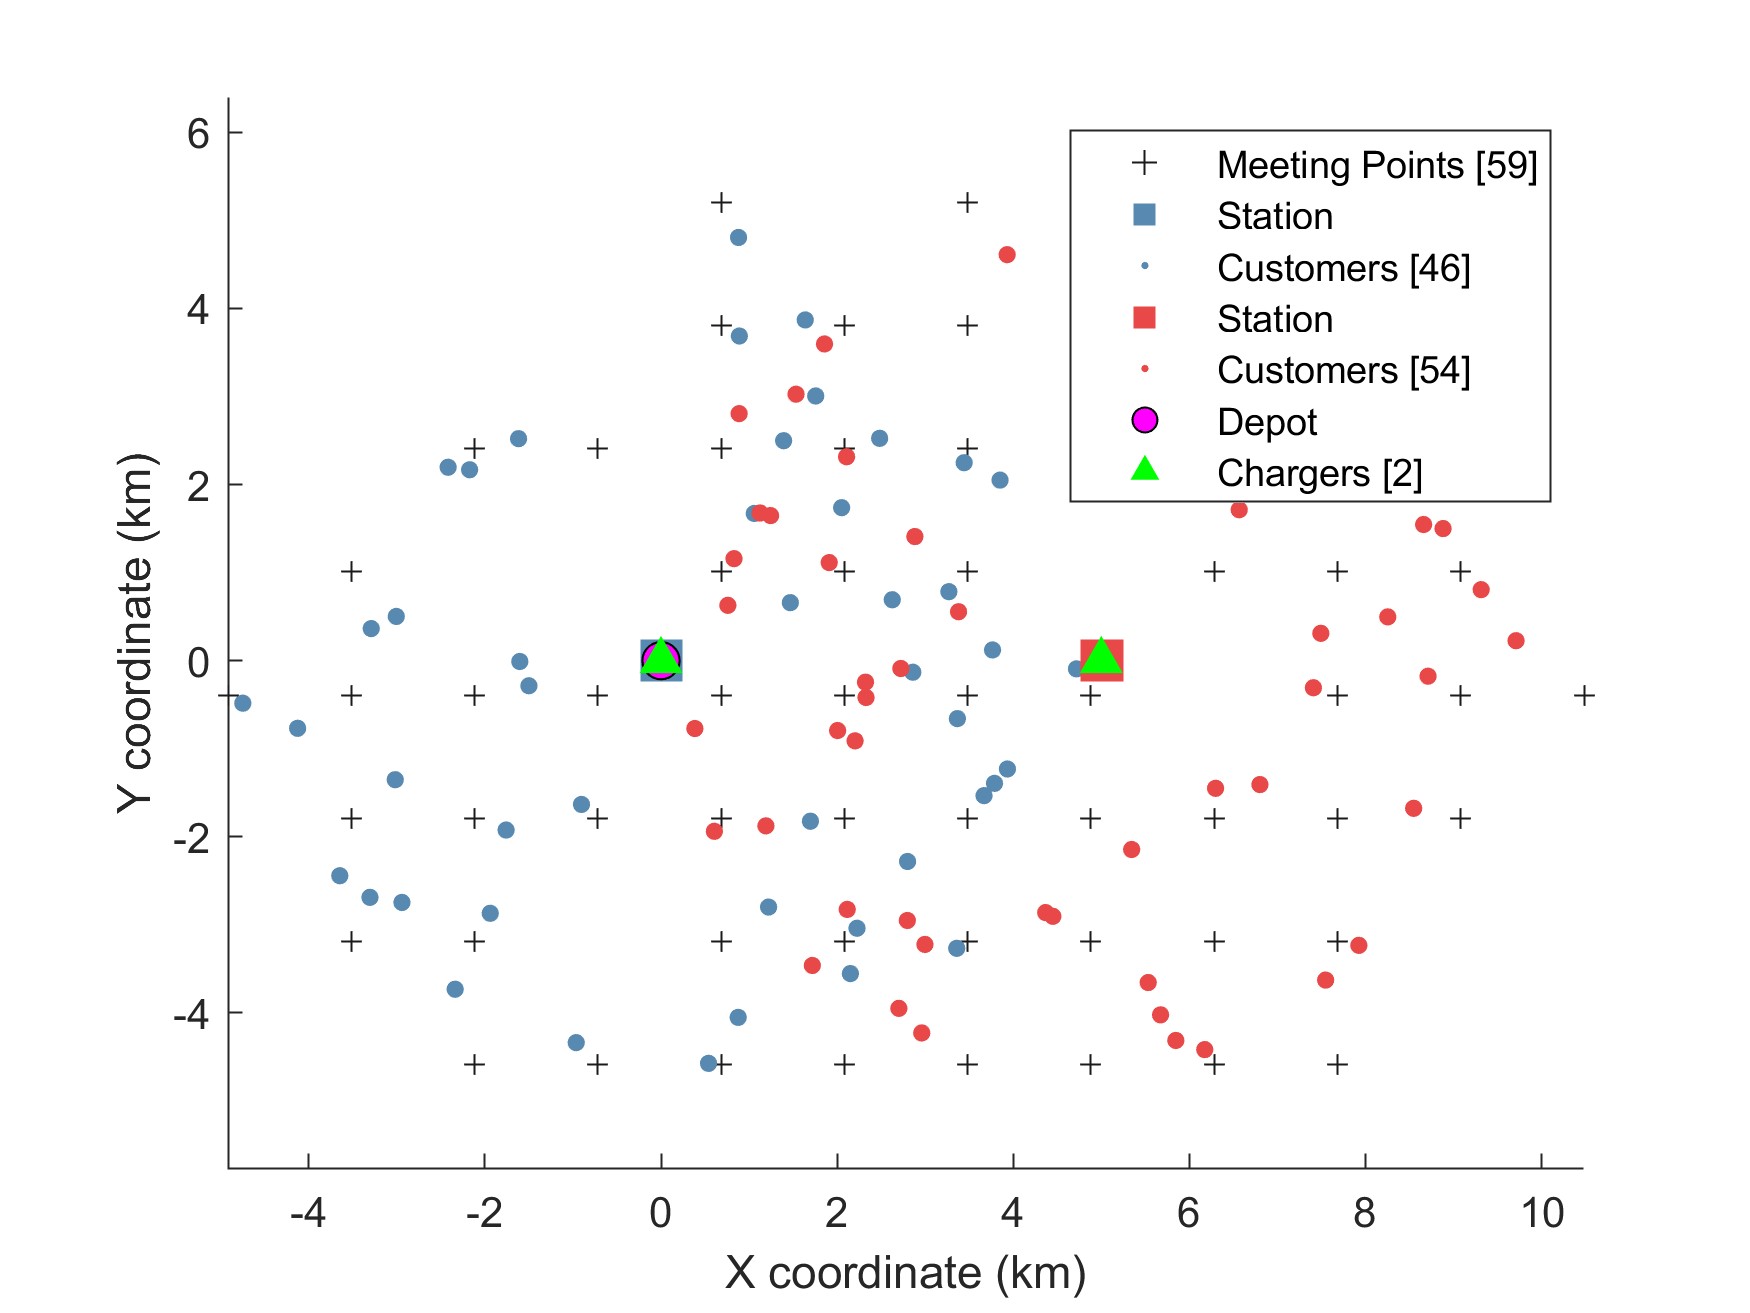 6
4
2
0
-2
-4
Y coordinate (km)
Meeting Points [59]
Station
Customers [46]
Station
Customers [54]
Depot
Chargers [2]
-4
-2
0
2
4
6
8
10
X coordinate (km)